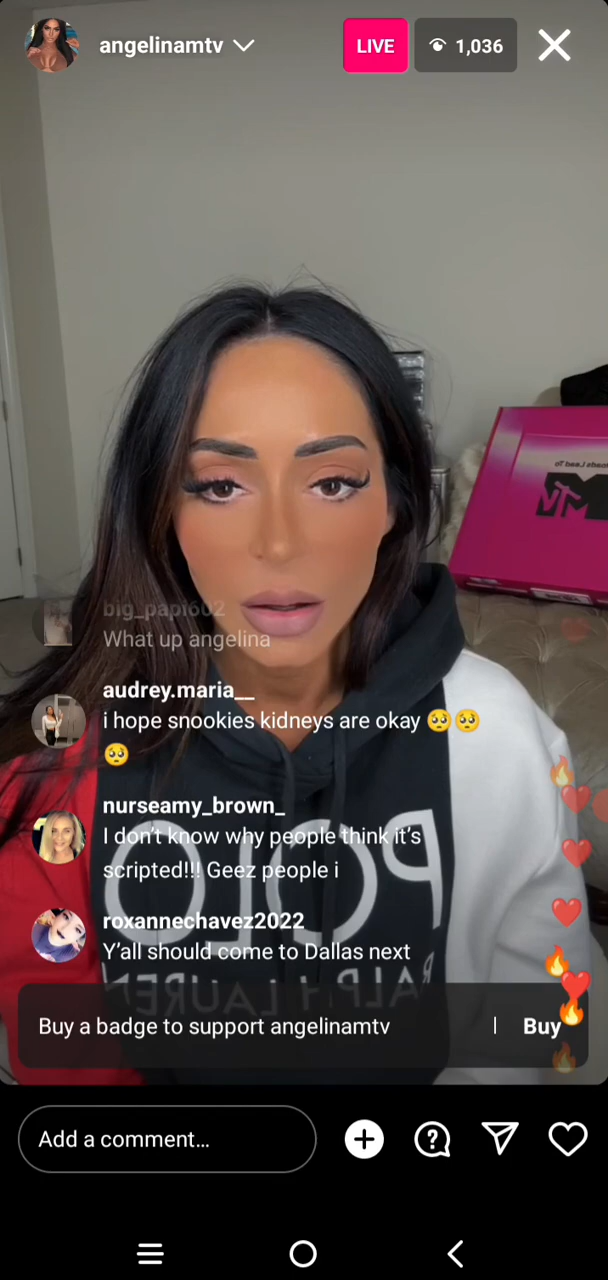 angelinamtv
LIVE
1,036
big_papi602
What up angelina
audrey.maria__
i hope snookies kidneys are okay 🥺🥺
🥺
nurseamy_brown_
I don't know why people think it's
scripted!!! Geez people i
roxannechavez2022
Y'all should come to Dallas next
POLO
RALPH LAUREN
Buy a badge to support angelinamtv
Buy
Add a comment...
MTV